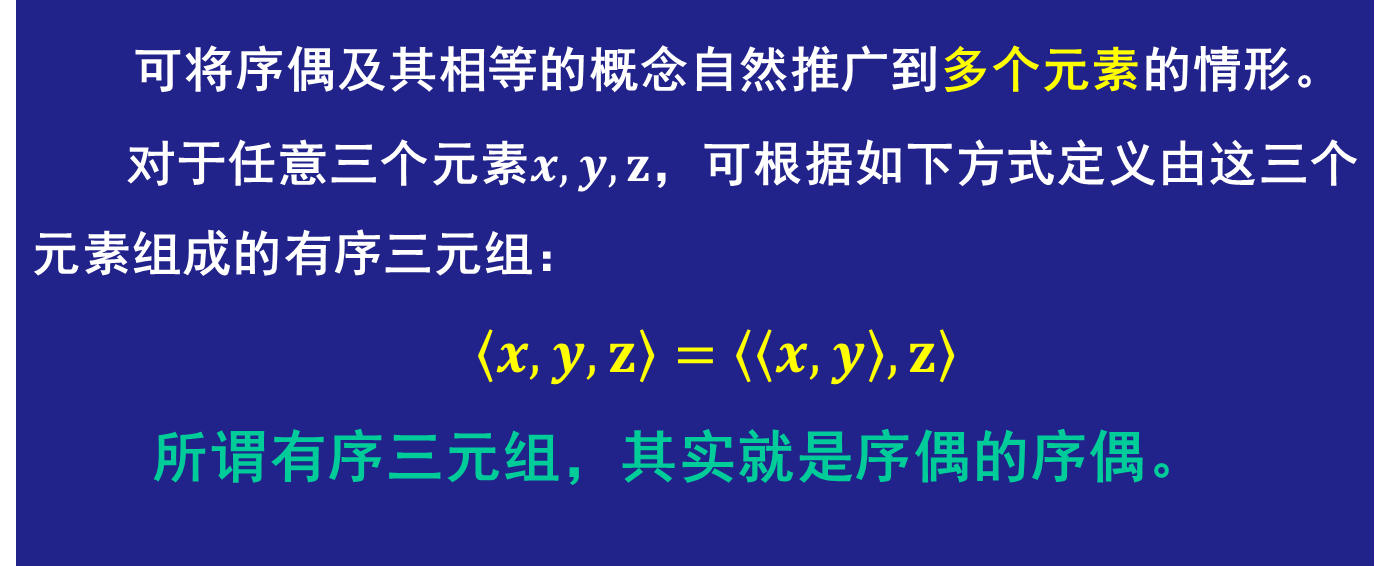 可将序偶及其相等的概念自然推广到多个元素的情形。
对于任意三个元素x, y, z，可根据如下方式定义由这三个
元素组成的有序三元组：
⟨x, y, z⟩ = ⟨⟨x, y⟩, z⟩
所谓有序三元组，其实就是序偶的序偶。